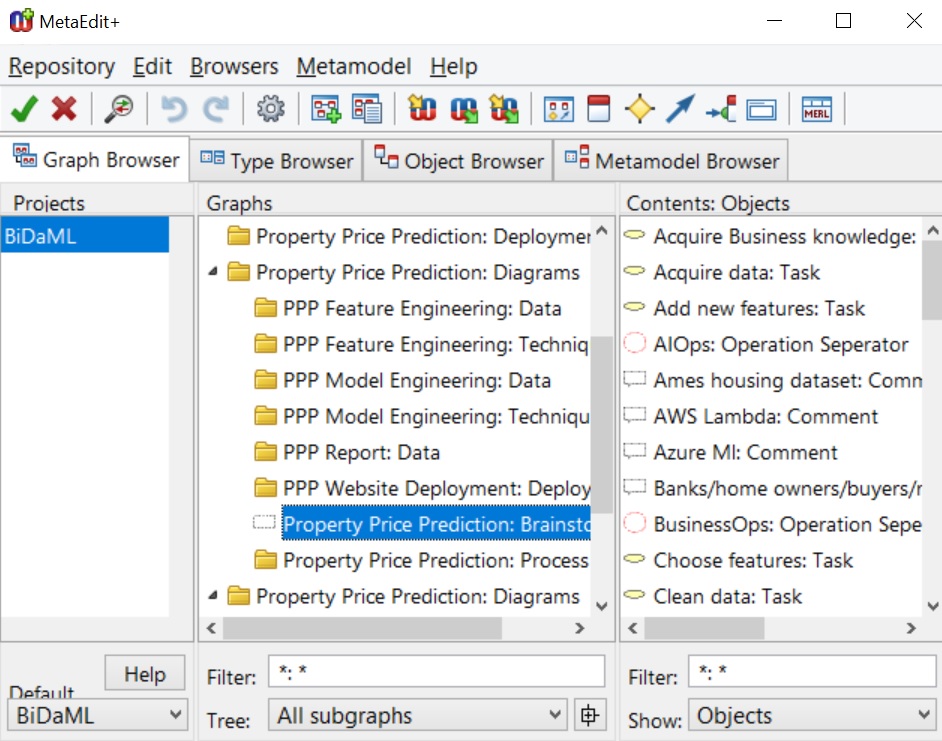 MetaEdit+
Repository Edit Browsers Metamodel Help
MERL
Graph Browser Type Browser Object Browser Metamodel Browser
Projects
BiDaML
Graphs
Property Price Prediction: Deploymer
Property Price Prediction: Diagrams
PPP Feature Engineering: Data
PPP Feature Engineering: Techniq
PPP Model Engineering: Data
PPP Model Engineering: Techniqu
PPP Report: Data
PPP Website Deployment: Deploy
Property Price Prediction: Brainsto
Property Price Prediction: Process
Property Price Prediction: Diagrams
Contents: Objects
Acquire Business knowledge:
Acquire data: Task
Add new features: Task
AIOps: Operation Seperator
Ames housing dataset: Comm
AWS Lambda: Comment
Azure Ml: Comment
Banks/home owners/buyers/r
BusinessOps: Operation Sepe
Choose features: Task
Clean data: Task
Help
Default
BiDaML
Filter: *: *
Tree: All subgraphs
Filter: *: *
Show: Objects